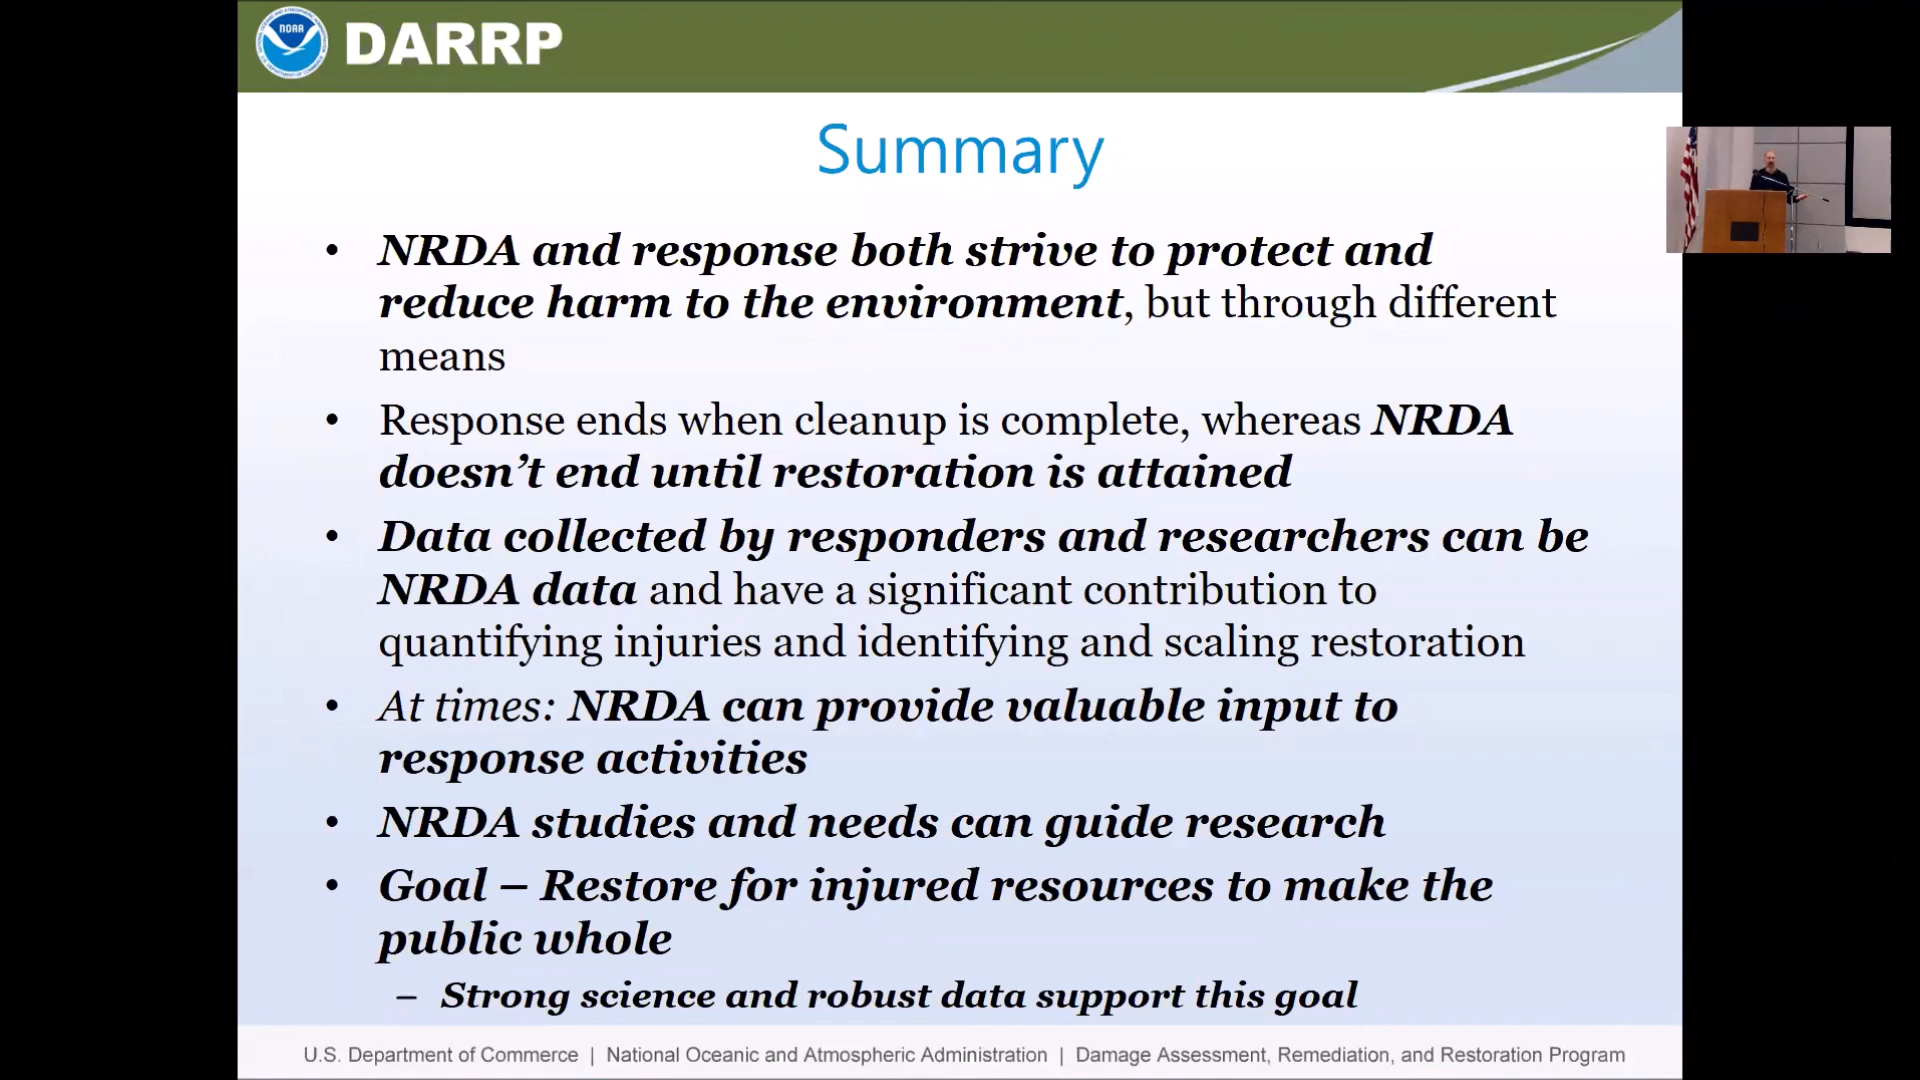 NOAA
DARRP
Summary
• NRDA and response both strive to protect and
reduce harm to the environment, but through different
means
• Response ends when cleanup is complete, whereas NRDA
doesn’t end until restoration is attained
• Data collected by responders and researchers can be
NRDA data and have a significant contribution to
quantifying injuries and identifying and scaling restoration
• At times: NRDA can provide valuable input to
response activities
• NRDA studies and needs can guide research
• Goal – Restore for injured resources to make the
public whole
– Strong science and robust data support this goal
U.S. Department of Commerce | National Oceanic and Atmospheric Administration | Damage Assessment, Remediation, and Restoration Program